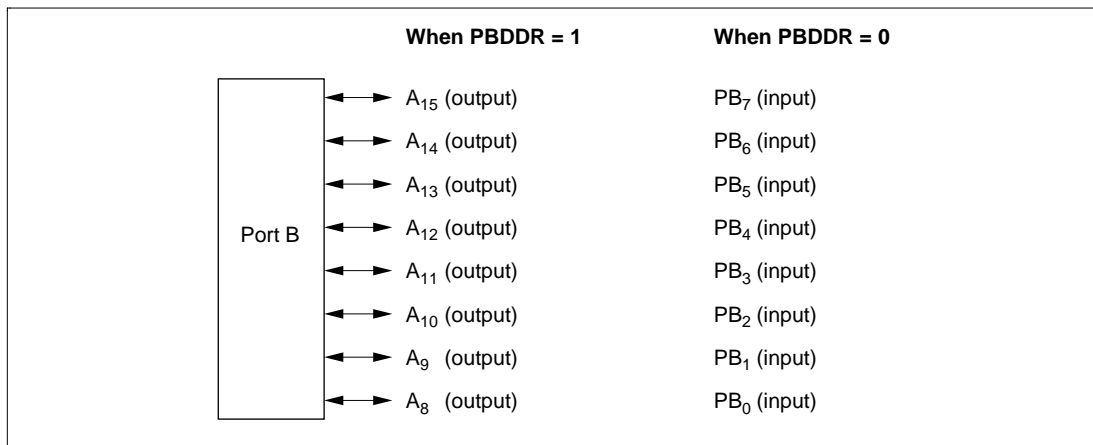 When PBDDR = 1 When PBDDR = 0
A15 (output) PB7 (input)
A14 (output) PB6 (input)
A13 (output) PB5 (input)
Port B A12 (output) PB4 (input)
A11 (output) PB3 (input)
A10 (output) PB2 (input)
A9 (output) PB1 (input)
A8 (output) PB0 (input)